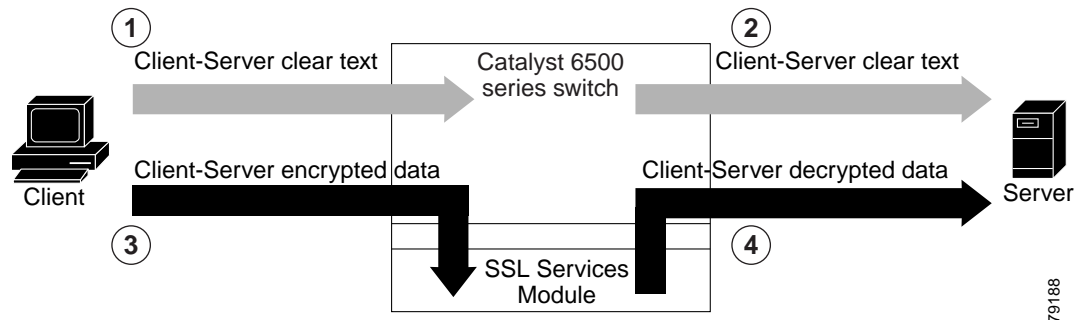 1
2
Client-Server clear text
Catalyst 6500
series switch
Client-Server clear text
Client-Server encrypted data
Client-Server decrypted data
Client
Server
3
4
SSL Services
Module
79188